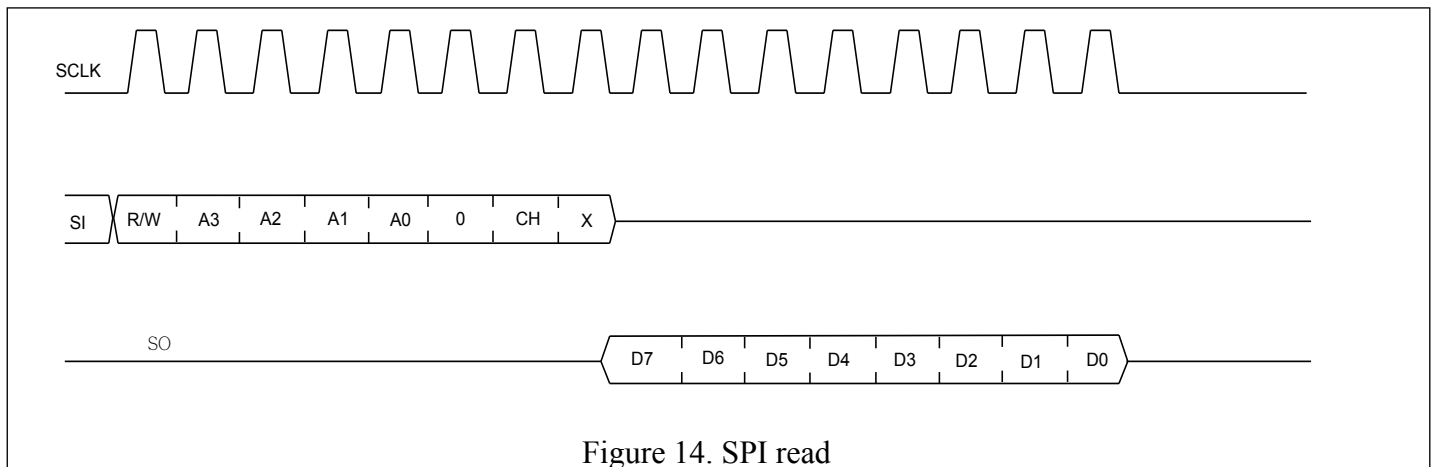 SCLK
SI R/W A3 A2 A1 A0 0 CH X
SO
D7 D6 D5 D4 D3 D2 D1 D0
Figure 14. SPI read